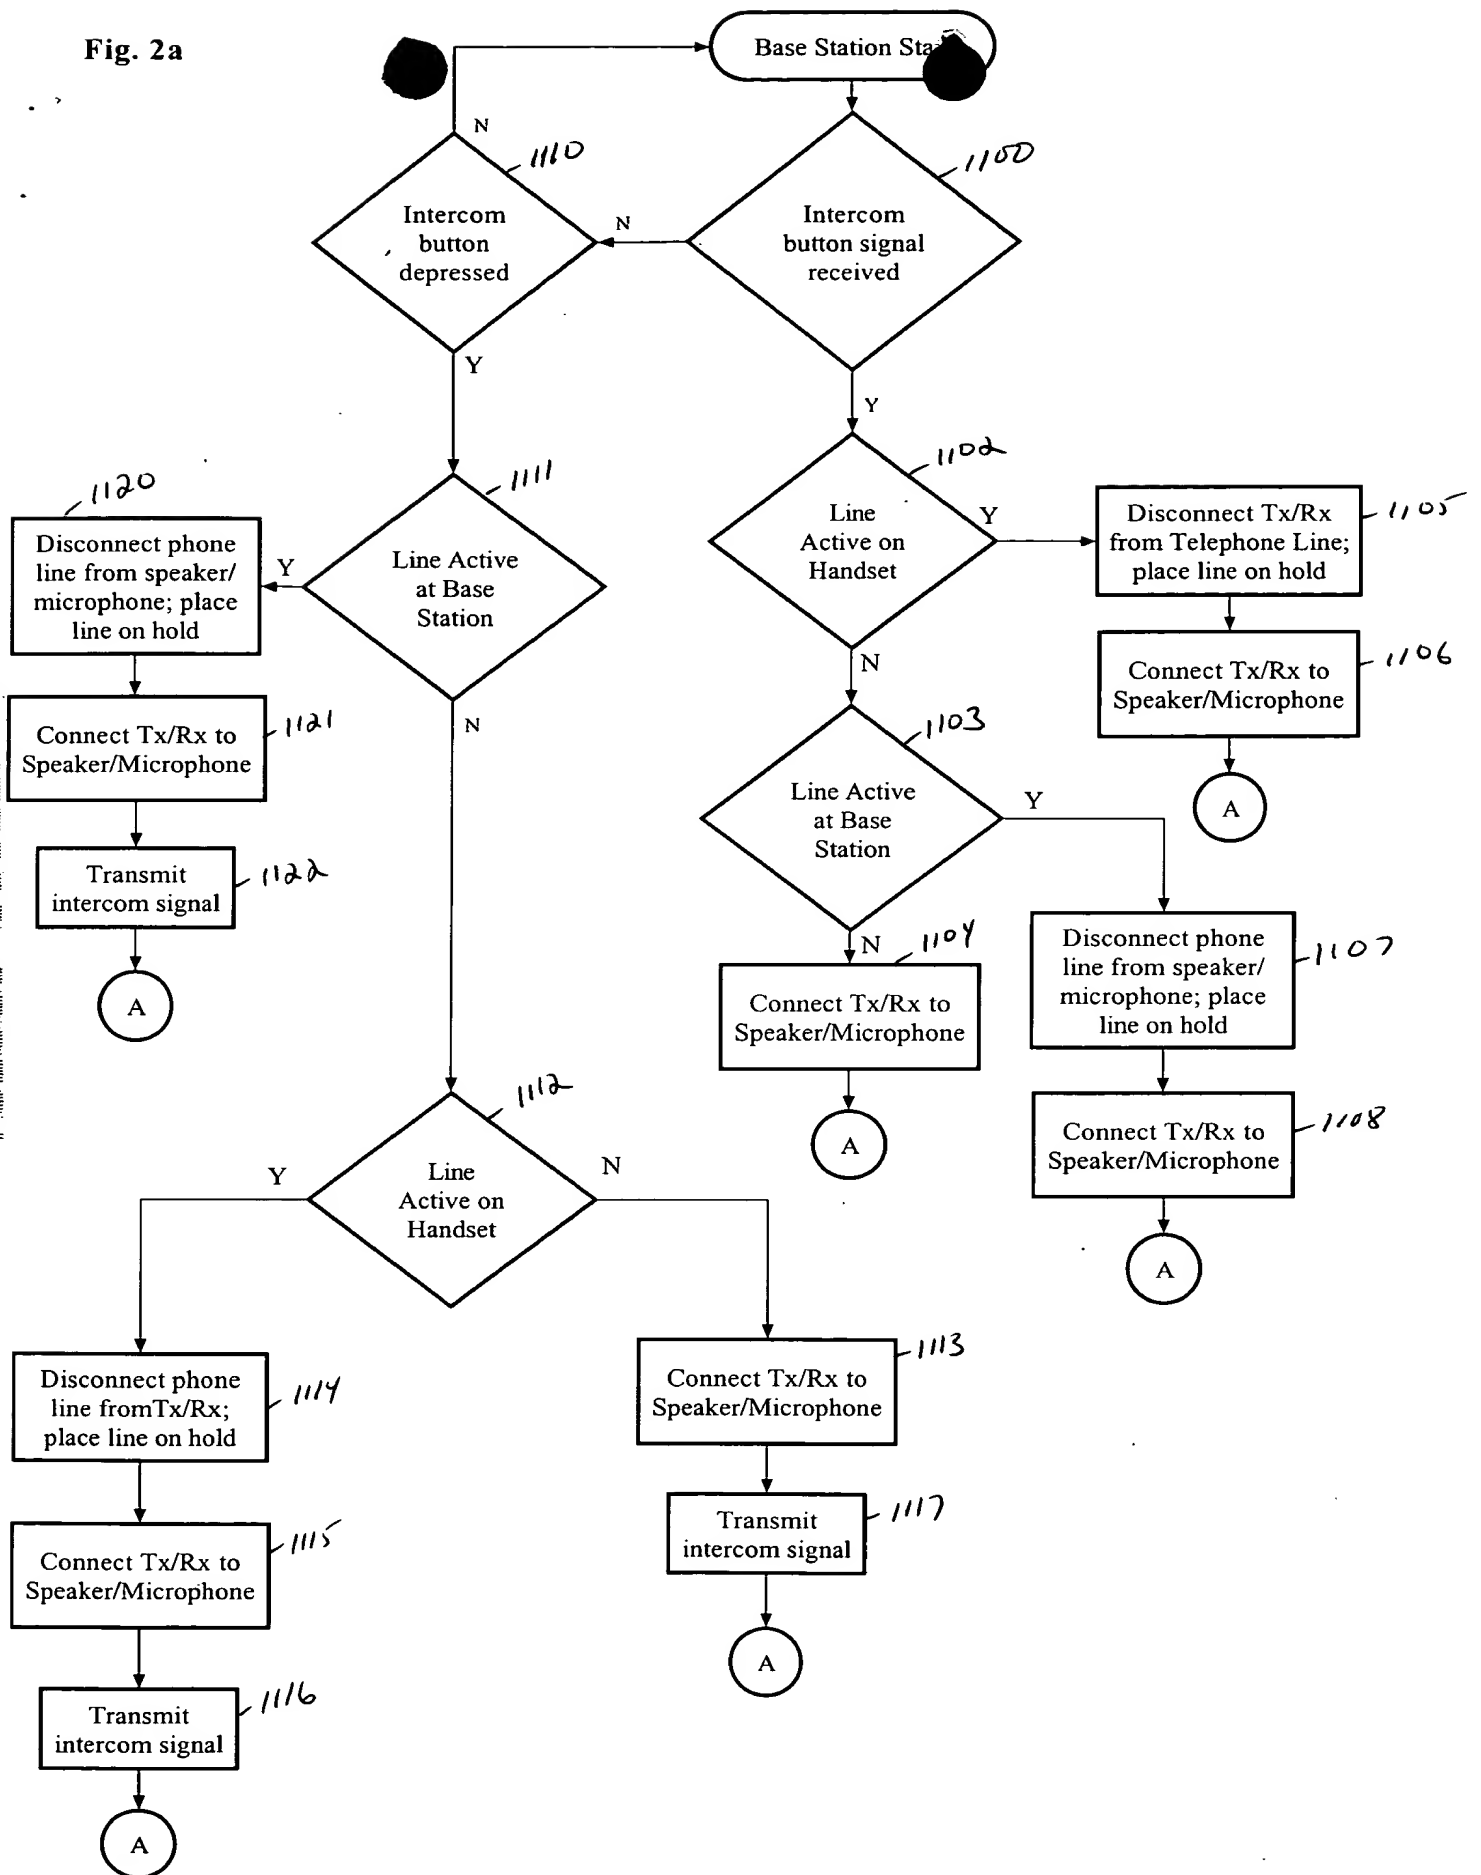 Fig. 2a
Base Station Sta
N
1110
1100
Intercom
button
depressed
N
Intercom
button signal
received
Y
Y
1102
1111
1120
Line
Active on
Handset
Y
Disconnect Tx/Rx
from Telephone Line;
place line on hold
1105
Disconnect phone
line from speaker/
microphone; place
line on hold
Y
Line Active
at Base
Station
N
Connect Tx/Rx to
Speaker/Microphone
1106
1103
Connect Tx/Rx to
Speaker/Microphone
1121
N
Line Active
at Base
Station
Y
A
Transmit
intercom signal
1122
N
1104
Disconnect phone
line from speaker/
microphone; place
line on hold
1107
A
Connect Tx/Rx to
Speaker/Microphone
1112
A
Connect Tx/Rx to
Speaker/Microphone
1108
Y
Line
Active on
Handset
N
A
Connect Tx/Rx to
Speaker/Microphone
1113
Disconnect phone
line fromTx/Rx;
place line on hold
1114
Transmit
intercom signal
1117
Connect Tx/Rx to
Speaker/Microphone
1115
A
Transmit
intercom signal
1116
A